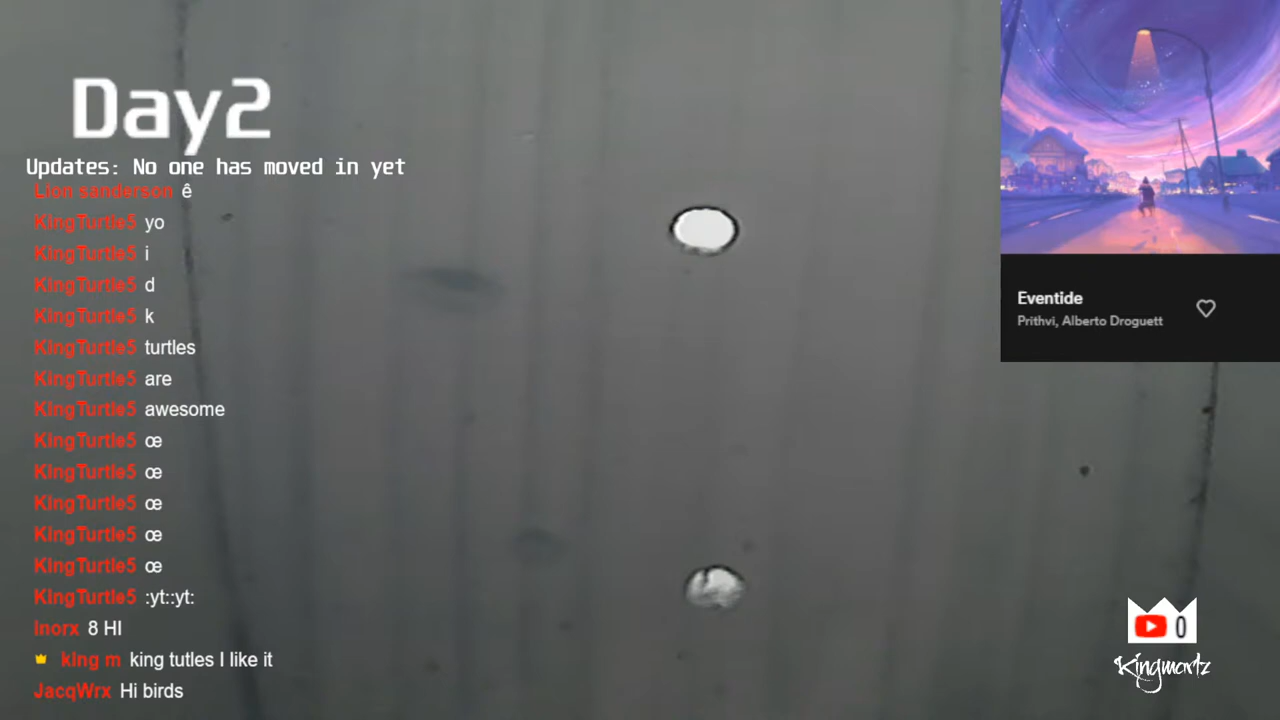 Day2
Updates: No one has moved in yet
Lion sanderson ê
KingTurtle5 yo
KingTurtle5 i
KingTurtle5 d
KingTurtle5 k
KingTurtle5 turtles
KingTurtle5 are
KingTurtle5 awesome
KingTurtle5 œ
KingTurtle5 œ
KingTurtle5 œ
KingTurtle5 œ
KingTurtle5 œ
KingTurtle5 :yt::yt:
Inorx 8 HI
king m king tutles I like it
JacqWrx Hi birds
Eventide
Prithvi, Alberto Droguett
0
Kingmortz